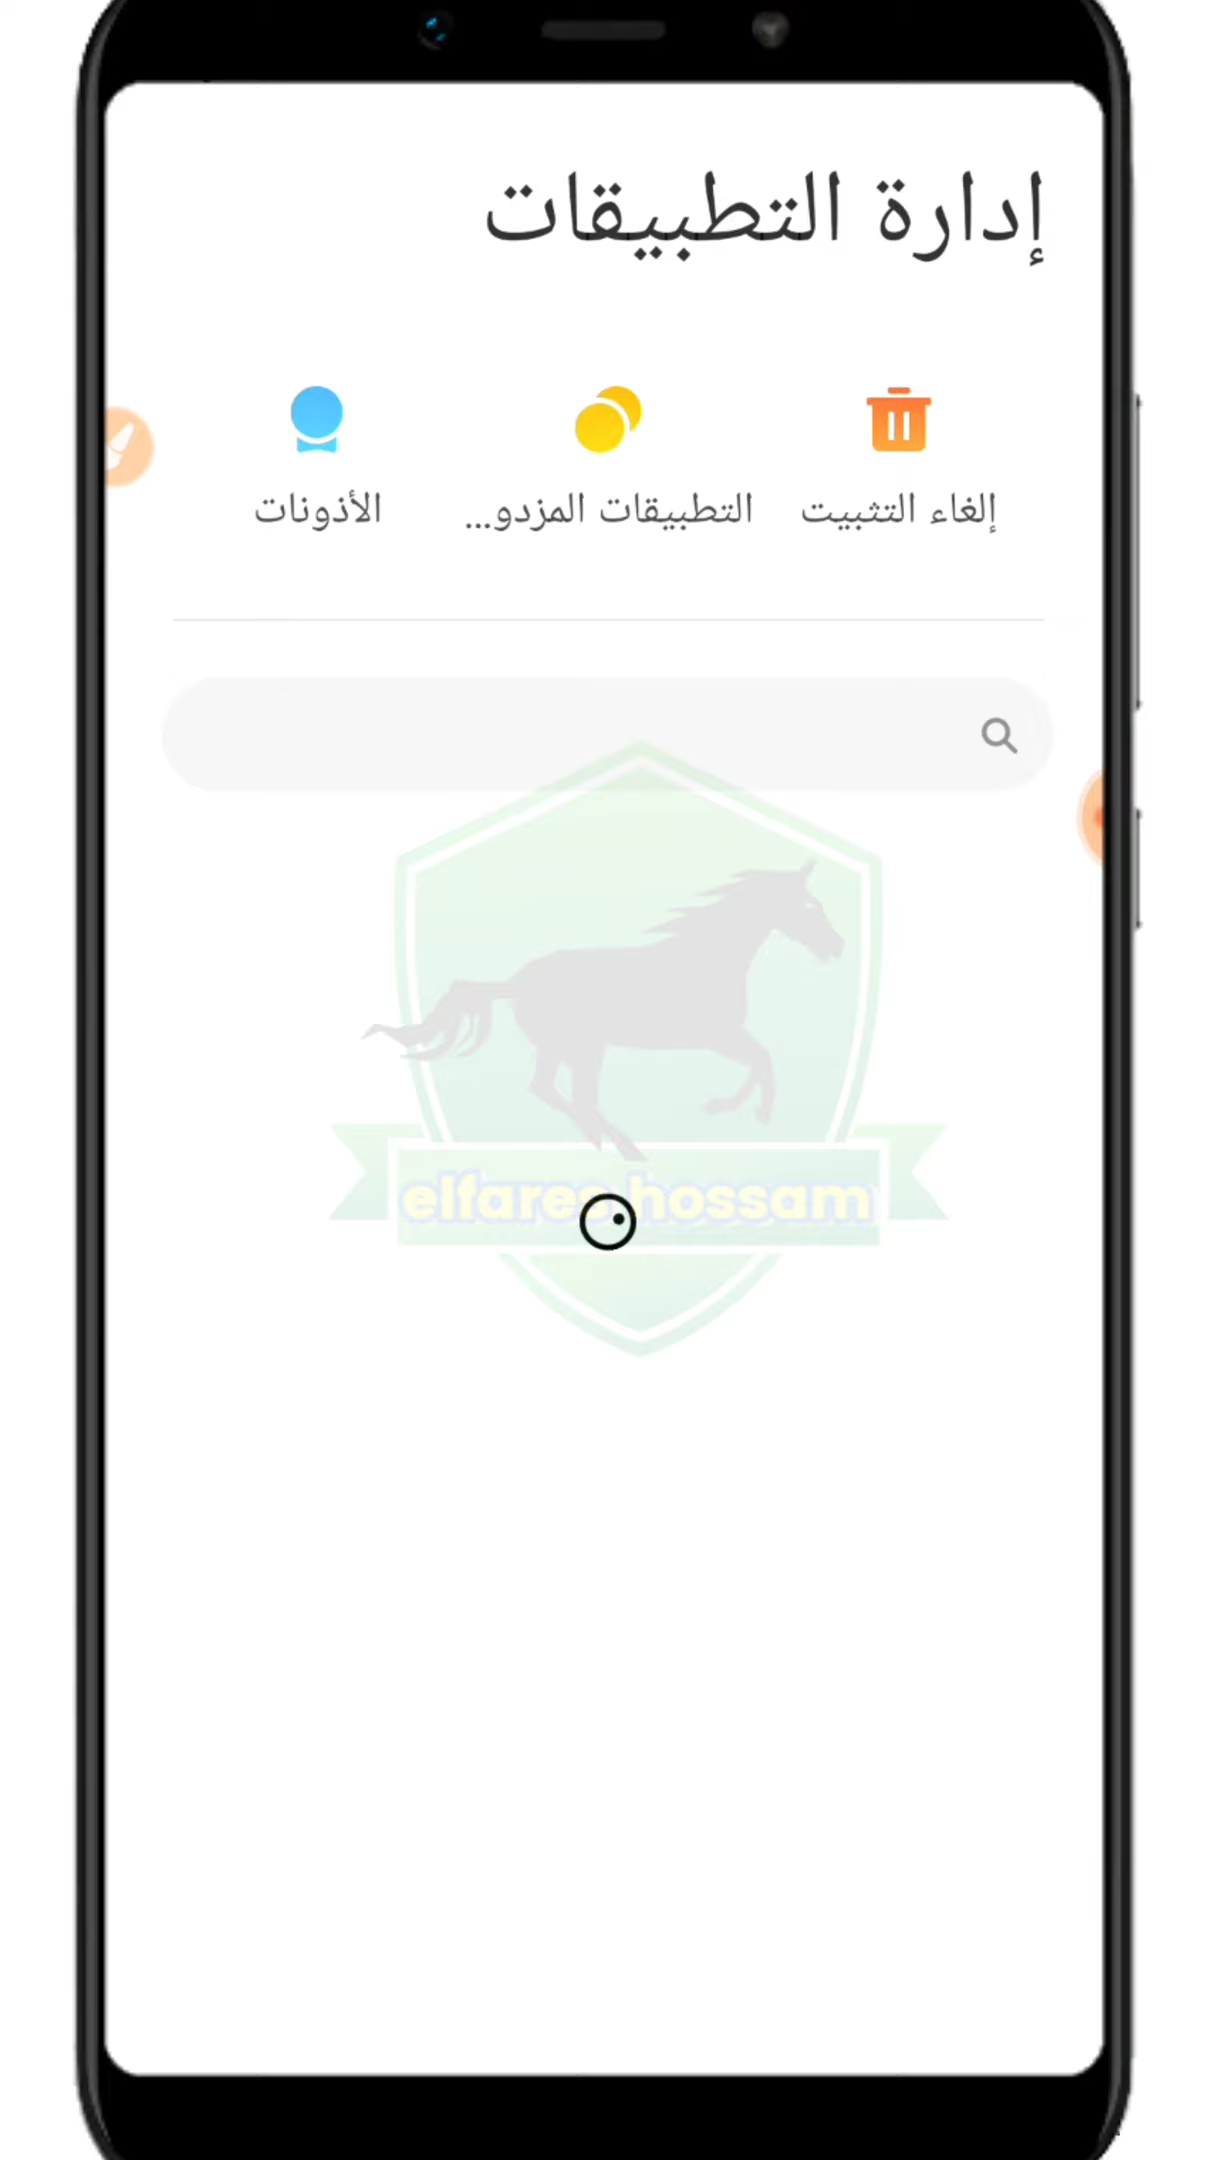 إدارة التطبيقات
إلغاء التثبيت
التطبيقات المزدو...
الأذونات
elfares hossam